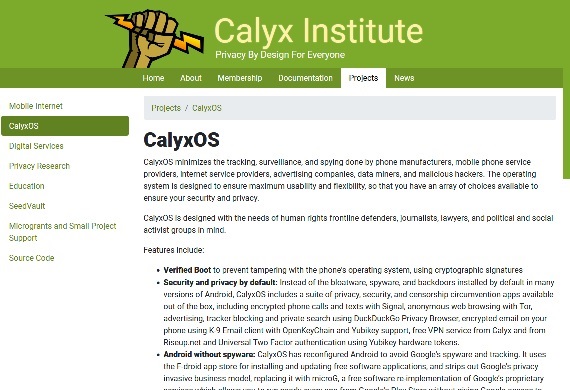 Calyx Institute
Privacy By Design For Everyone
Home About Membership Documentation Projects News
Mobile Internet
CalyxOS
Digital Services
Privacy Research
Education
SeedVault
Microgrants and Small Project
Support
Source Code
Projects / CalyxOS
CalyxOS
CalyxOS minimizes the tracking, surveillance, and spying done by phone manufacturers, mobile phone service
providers, internet service providers, advertising companies, data miners, and malicious hackers. The operating
system is designed to ensure maximum usability and flexibility, so that you have an array of choices available to
ensure your security and privacy.
CalyxOS is designed with the needs of human rights frontline defenders, journalists, lawyers, and political and social
activist groups in mind.
Features include:
• Verified Boot to prevent tampering with the phone's operating system, using cryptographic signatures
• Security and privacy by default: Instead of the bloatware, spyware, and backdoors installed by default in many
versions of Android, CalyxOS includes a suite of privacy, security, and censorship circumvention apps available
out of the box, including encrypted phone calls and texts with Signal, anonymous web browsing with Tor,
advertising, tracker blocking and private search using DuckDuckGo Privacy Browser, encrypted email on your
phone using K-9 Email client with OpenKeyChain and Yubikey support, free VPN service from Calyx and from
Riseup.net and Universal Two Factor authentication using Yubikey hardware tokens.
• Android without spyware: CalyxOS has reconfigured Android to avoid Google's spyware and tracking. It uses
the F-droid app store for installing and updating free software applications, and strips out Google's privacy
invasive business model, replacing it with microG, a free software re implementation of Google's proprietary